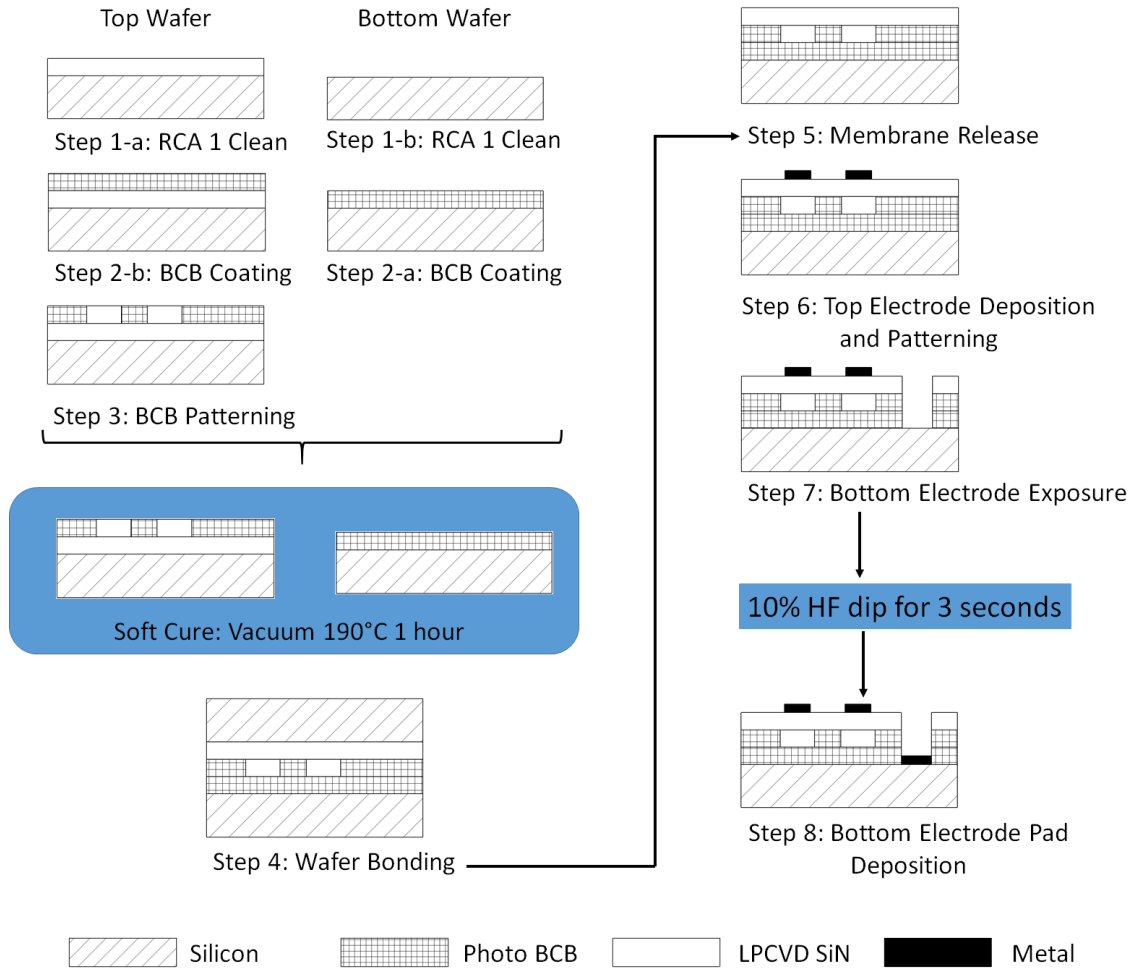 Top Wafer
Bottom Wafer
Step 1-a: RCA 1 Clean
Step 1-b: RCA 1 Clean
Step 2-b: BCB Coating
Step 2-a: BCB Coating
Step 3: BCB Patterning
Soft Cure: Vacuum 190°C 1 hour
Step 4: Wafer Bonding
Step 5: Membrane Release
Step 6: Top Electrode Deposition
and Patterning
Step 7: Bottom Electrode Exposure
10% HF dip for 3 seconds
Step 8: Bottom Electrode Pad
Deposition
Silicon
Photo BCB
LPCVD SiN
Metal